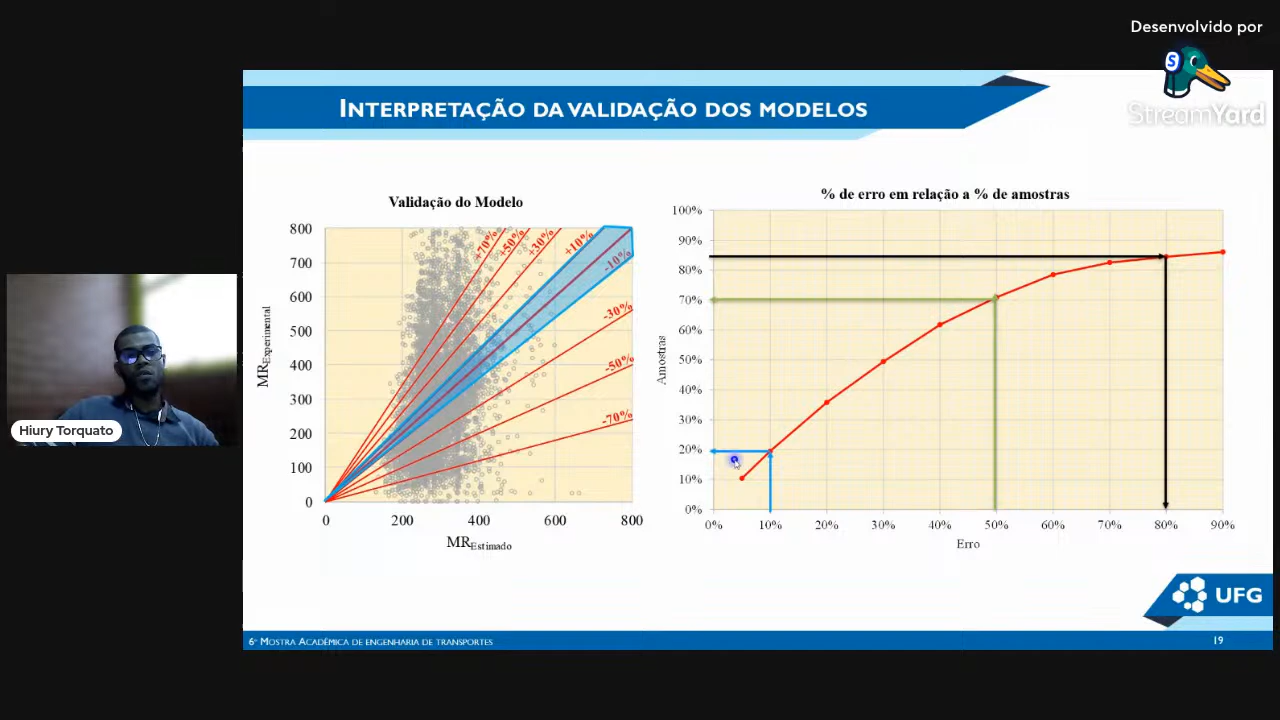 Desenvolvido por
S
StreamYard
INTERPRETAÇÃO DA VALIDAÇÃO DOS MODELOS
Validação do Modelo
800
700
600
500
400
300
200
100
0
0 200 400 600 800
MR Experimental
MR Estimado
+70%
+50%
+30%
+10%
-10%
-30%
-50%
-70%
% de erro em relação a % de amostras
100%
90%
80%
70%
60%
50%
40%
30%
20%
10%
0%
0% 10% 20% 30% 40% 50% 60% 70% 80% 90%
Amostras
Erro
Hiury Torquato
UFG
6ª MOSTRA ACADÊMICA DE ENGENHARIA DE TRANSPORTES
19